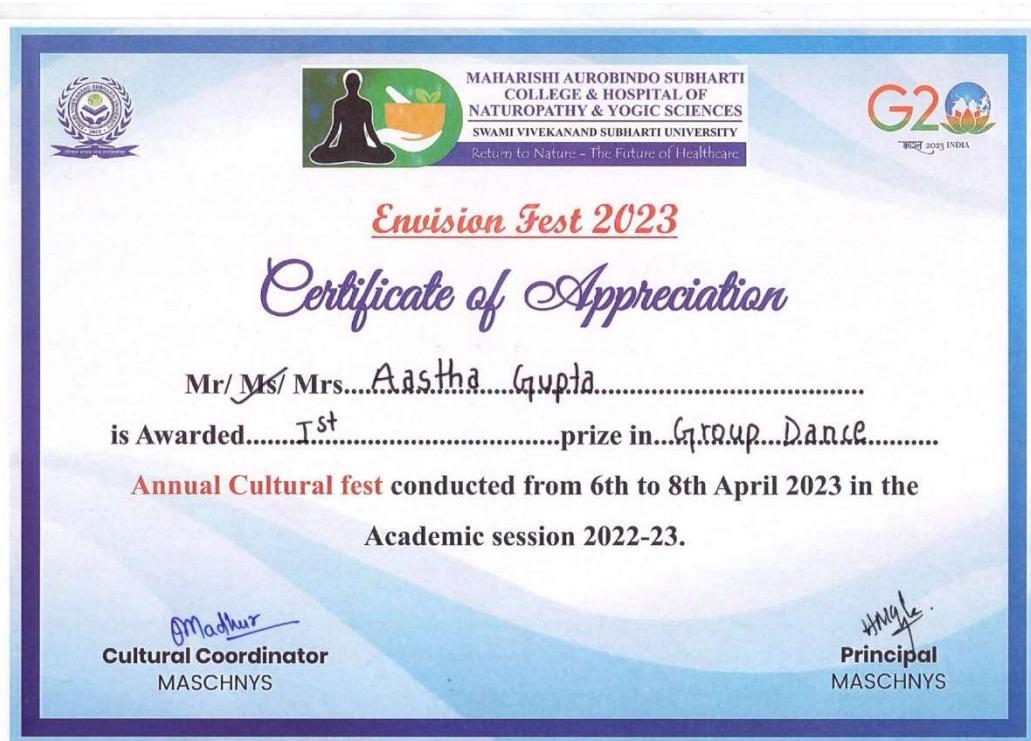 MAHARISHI AUROBINDO SUBHARTI
COLLEGE & HOSPITAL OF
NATUROPATHY & YOGIC SCIENCES
SWAMI VIVEKANAND SUBHARTI UNIVERSITY
Return to Nature - The Future of Healthcare
G20
भारत 2023 INDIA
Envision Fest 2023
Certificate of Appreciation
Mr/ Ms/ Mrs....Aastha....Gupta....................................
is Awarded.......Ist..................................prize in...Group...Dance..........
Annual Cultural fest conducted from 6th to 8th April 2023 in the
Academic session 2022-23.
Madhur
Cultural Coordinator
MASCHNYS
Principal
MASCHNYS